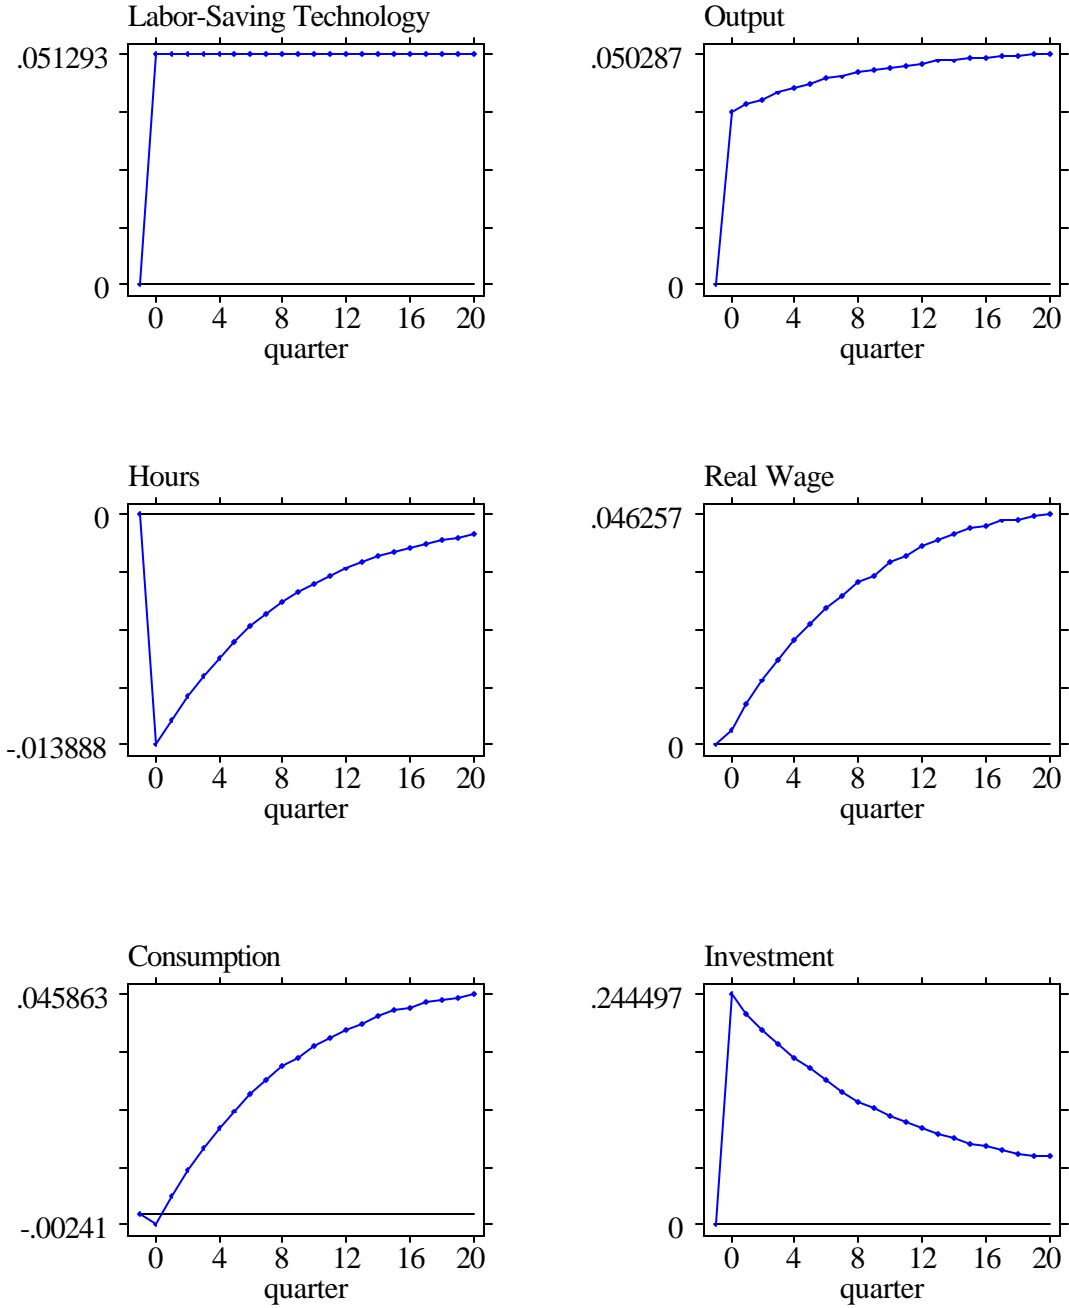 Labor-Saving Technology
.051293
0
0 4 8 12 16 20
quarter
Output
.050287
0
0 4 8 12 16 20
quarter
Hours
0
-.013888
0 4 8 12 16 20
quarter
Real Wage
.046257
0
0 4 8 12 16 20
quarter
Consumption
.045863
-.00241
0 4 8 12 16 20
quarter
Investment
.244497
0
0 4 8 12 16 20
quarter